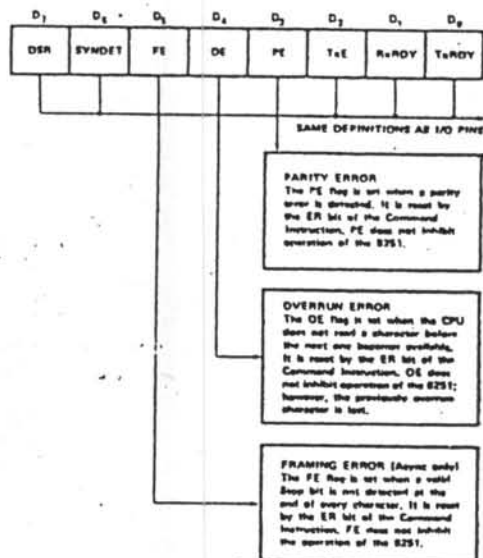 D7 D6 D5 D4 D3 D2 D1 D0
DSR SYNDET FE OE PE TxE RxRDY TxRDY
SAME DEFINITIONS AS I/O PINS
PARITY ERROR
The PE flag is set when a parity
error is detected. It is reset by
the ER bit of the Command
Instruction. PE does not inhibit
operation of the 8251.
OVERRUN ERROR
The OE flag is set when the CPU
does not read a character before
the next one becomes available.
It is reset by the ER bit of the
Command Instruction. OE does
not inhibit operation of the 8251;
however, the previously overrun
character is lost.
FRAMING ERROR (Async only)
The FE flag is set when a valid
Stop bit is not detected at the
end of every character. It is reset
by the ER bit of the Command
Instruction. FE does not inhibit
the operation of the 8251.